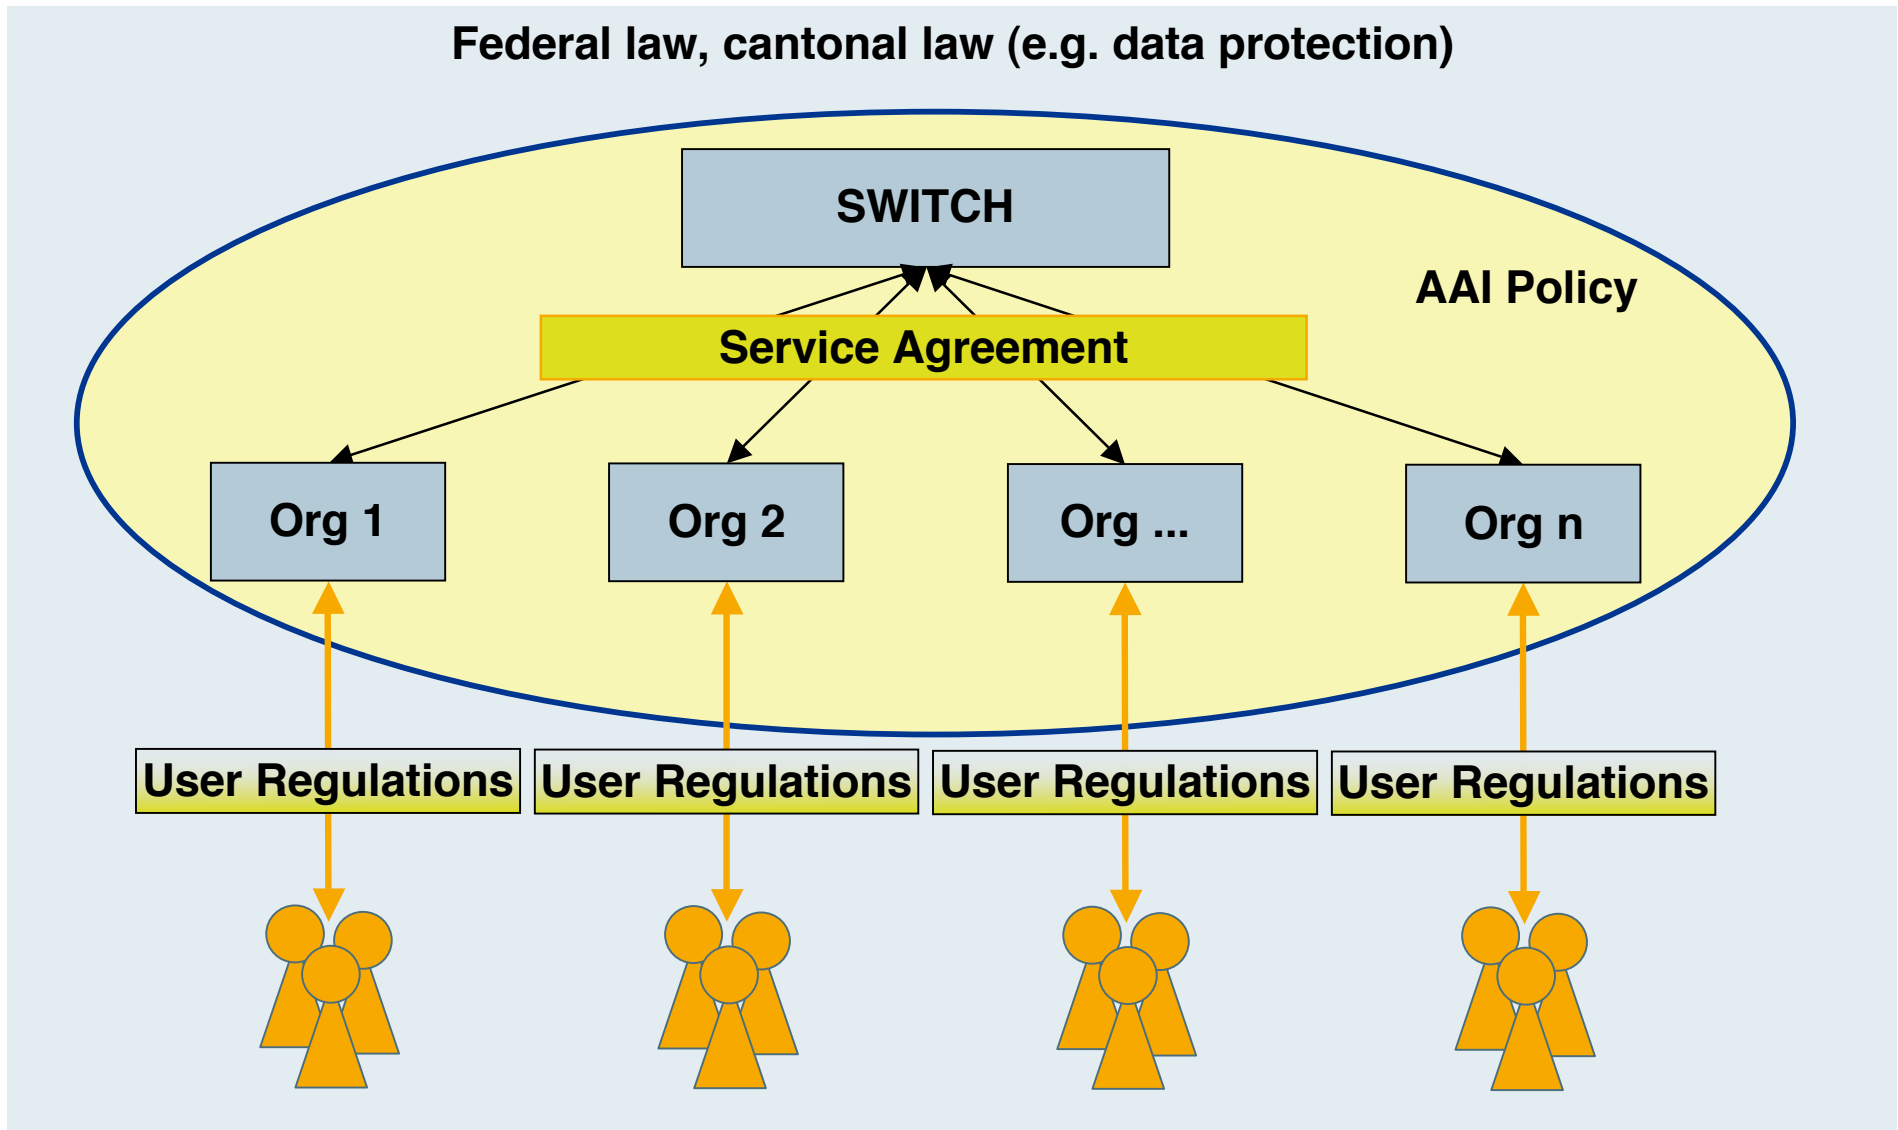 Federal law, cantonal law (e.g. data protection)
SWITCH
AAI Policy
Service Agreement
Org 1
Org 2
Org ...
Org n
User Regulations
User Regulations
User Regulations
User Regulations